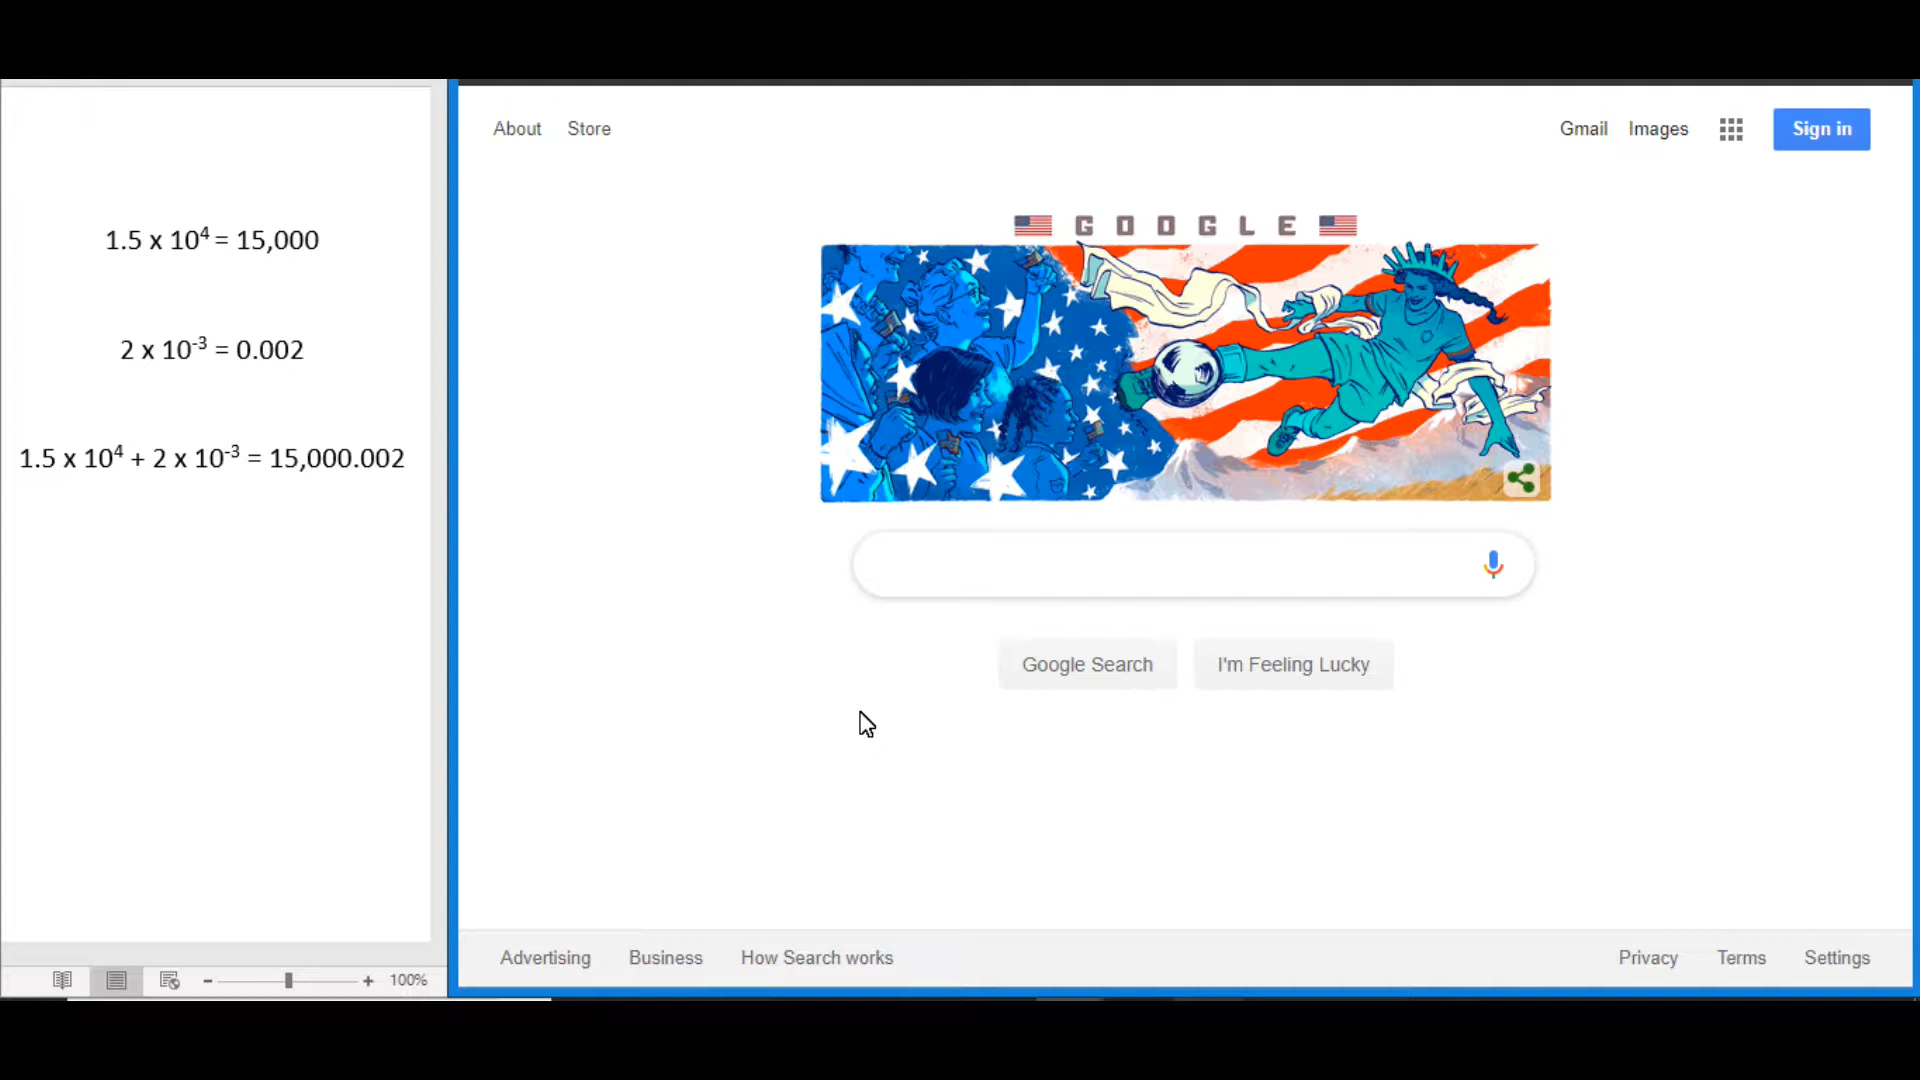 1.5 x 10⁴ = 15,000
2 x 10⁻³ = 0.002
1.5 x 10⁴ + 2 x 10⁻³ = 15,000.002
100%
About Store
Gmail Images Sign in
GOOGLE
Google Search I'm Feeling Lucky
Advertising Business How Search works
Privacy Terms Settings